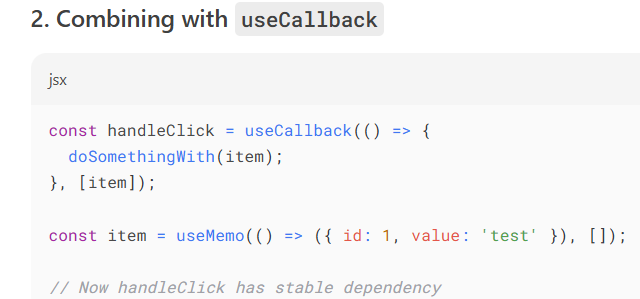 2. Combining with useCallback
jsx
const handleClick = useCallback(() => {
  doSomethingWith(item);
}, [item]);
const item = useMemo(() => ({ id: 1, value: 'test' }), []);
// Now handleClick has stable dependency